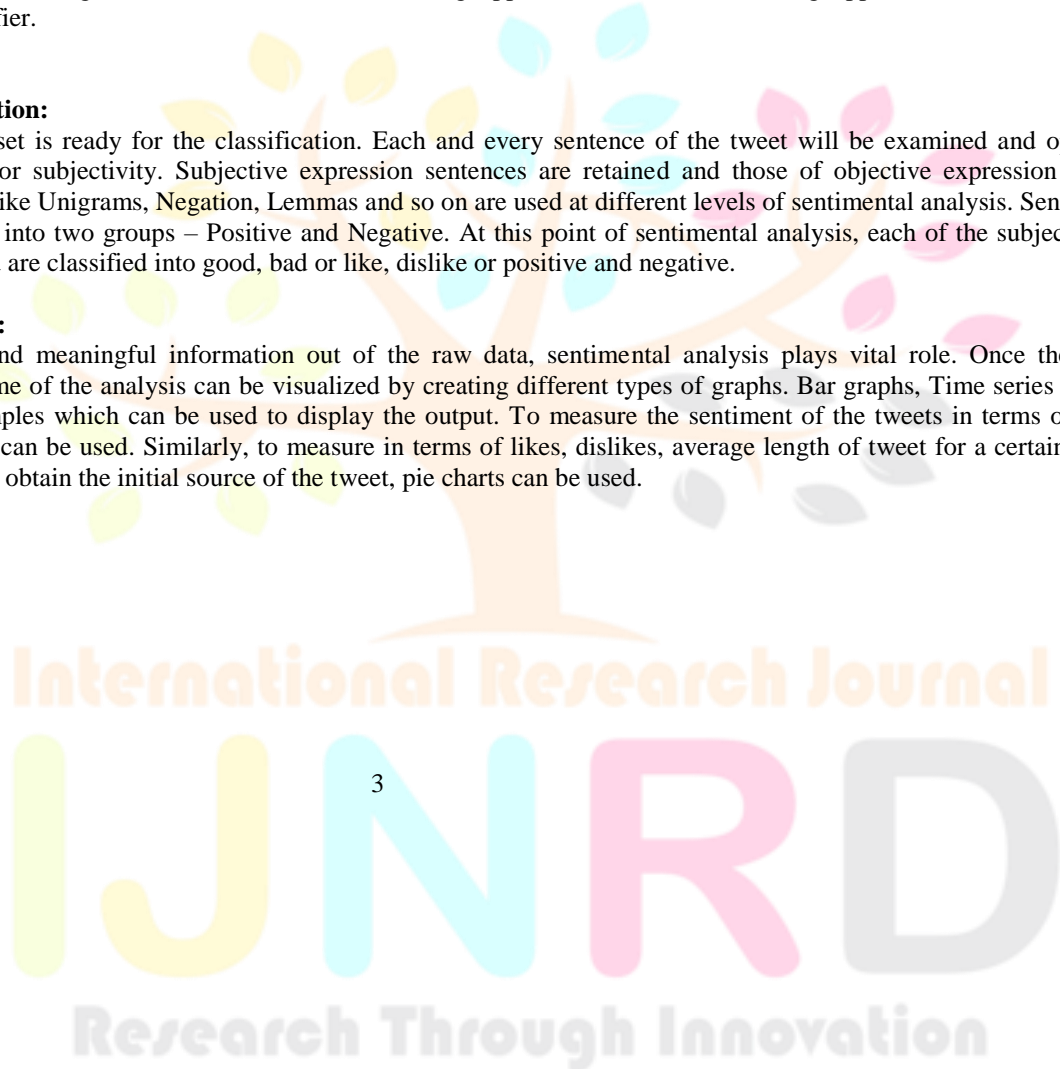 fier.
tion:
set is ready for the classification. Each and every sentence of the tweet will be examined and o
or subjectivity. Subjective expression sentences are retained and those of objective expression
ike Unigrams, Negation, Lemmas and so on are used at different levels of sentimental analysis. Sen
into two groups – Positive and Negative. At this point of sentimental analysis, each of the subjec
are classified into good, bad or like, dislike or positive and negative.
:
nd meaningful information out of the raw data, sentimental analysis plays vital role. Once the
me of the analysis can be visualized by creating different types of graphs. Bar graphs, Time series
mples which can be used to display the output. To measure the sentiment of the tweets in terms o
can be used. Similarly, to measure in terms of likes, dislikes, average length of tweet for a certain
obtain the initial source of the tweet, pie charts can be used.
International Research Journal
3
IJNRD
Research Through Innovation